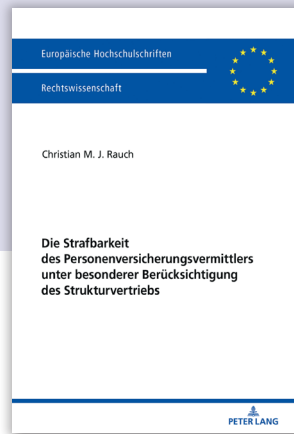 Europäische Hochschulschriften
Rechtswissenschaft
Christian M. J. Rauch
Die Strafbarkeit
des Personenversicherungsvermittlers
unter besonderer Berücksichtigung
des Strukturvertriebs
PETER LANG